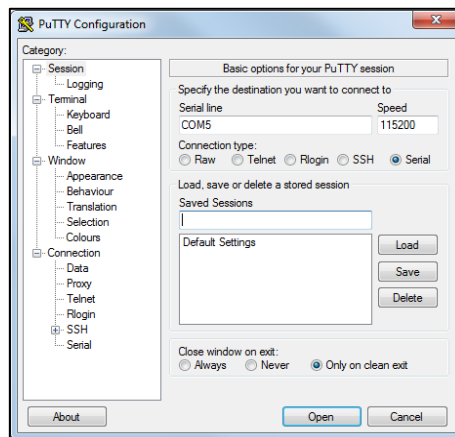 PuTTY Configuration
Category:
Session
Logging
Terminal
Keyboard
Bell
Features
Window
Appearance
Behaviour
Translation
Selection
Colours
Connection
Data
Proxy
Telnet
Rlogin
SSH
Serial
Basic options for your PuTTY session
Specify the destination you want to connect to
Serial line Speed
COM5 115200
Connection type:
Raw Telnet Rlogin SSH Serial
Load, save or delete a stored session
Saved Sessions
Default Settings
Load
Save
Delete
Close window on exit:
Always Never Only on clean exit
About Open Cancel